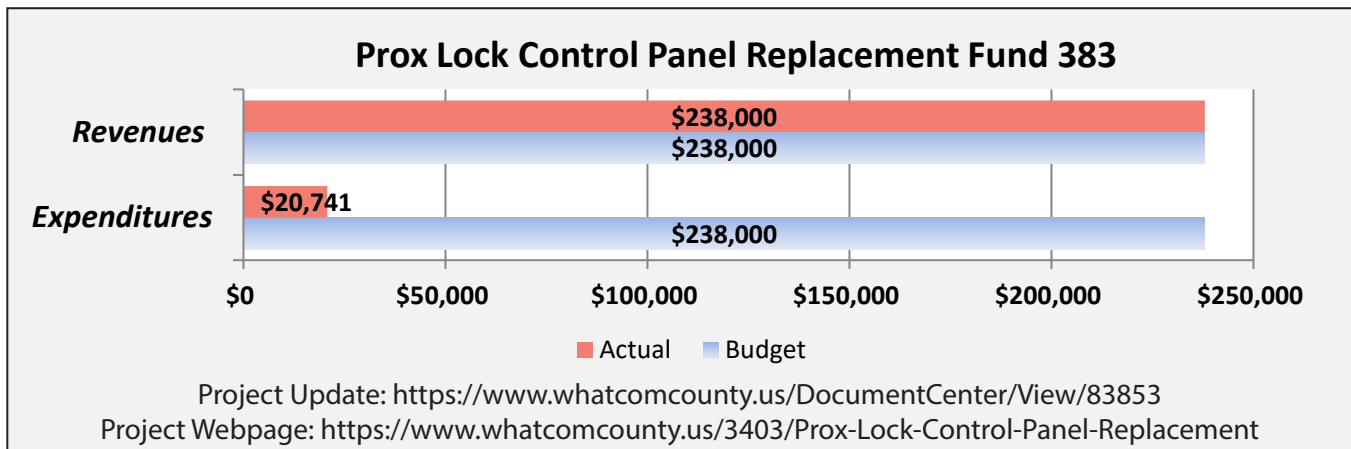 Prox Lock Control Panel Replacement Fund 383
Revenues
$238,000
$238,000
Expenditures
$20,741
$238,000
$0 $50,000 $100,000 $150,000 $200,000 $250,000
Actual Budget
Project Update: https://www.whatcomcounty.us/DocumentCenter/View/83853
Project Webpage: https://www.whatcomcounty.us/3403/Prox-Lock-Control-Panel-Replacement